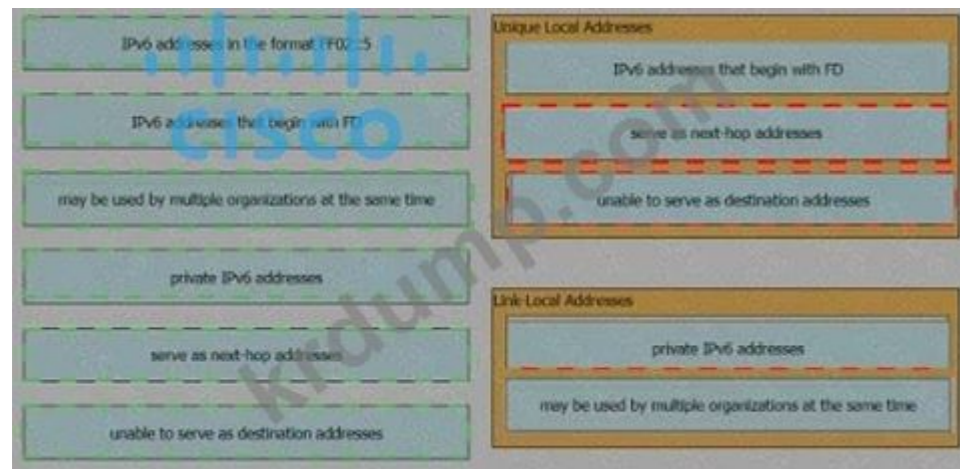 IPv6 addresses in the format FF02::5
IPv6 addresses that begin with FD
may be used by multiple organizations at the same time
private IPv6 addresses
serve as next-hop addresses
unable to serve as destination addresses
Unique Local Addresses
IPv6 addresses that begin with FD
serve as next-hop addresses
unable to serve as destination addresses
Link-Local Addresses
private IPv6 addresses
may be used by multiple organizations at the same time
cisco
krdump.com